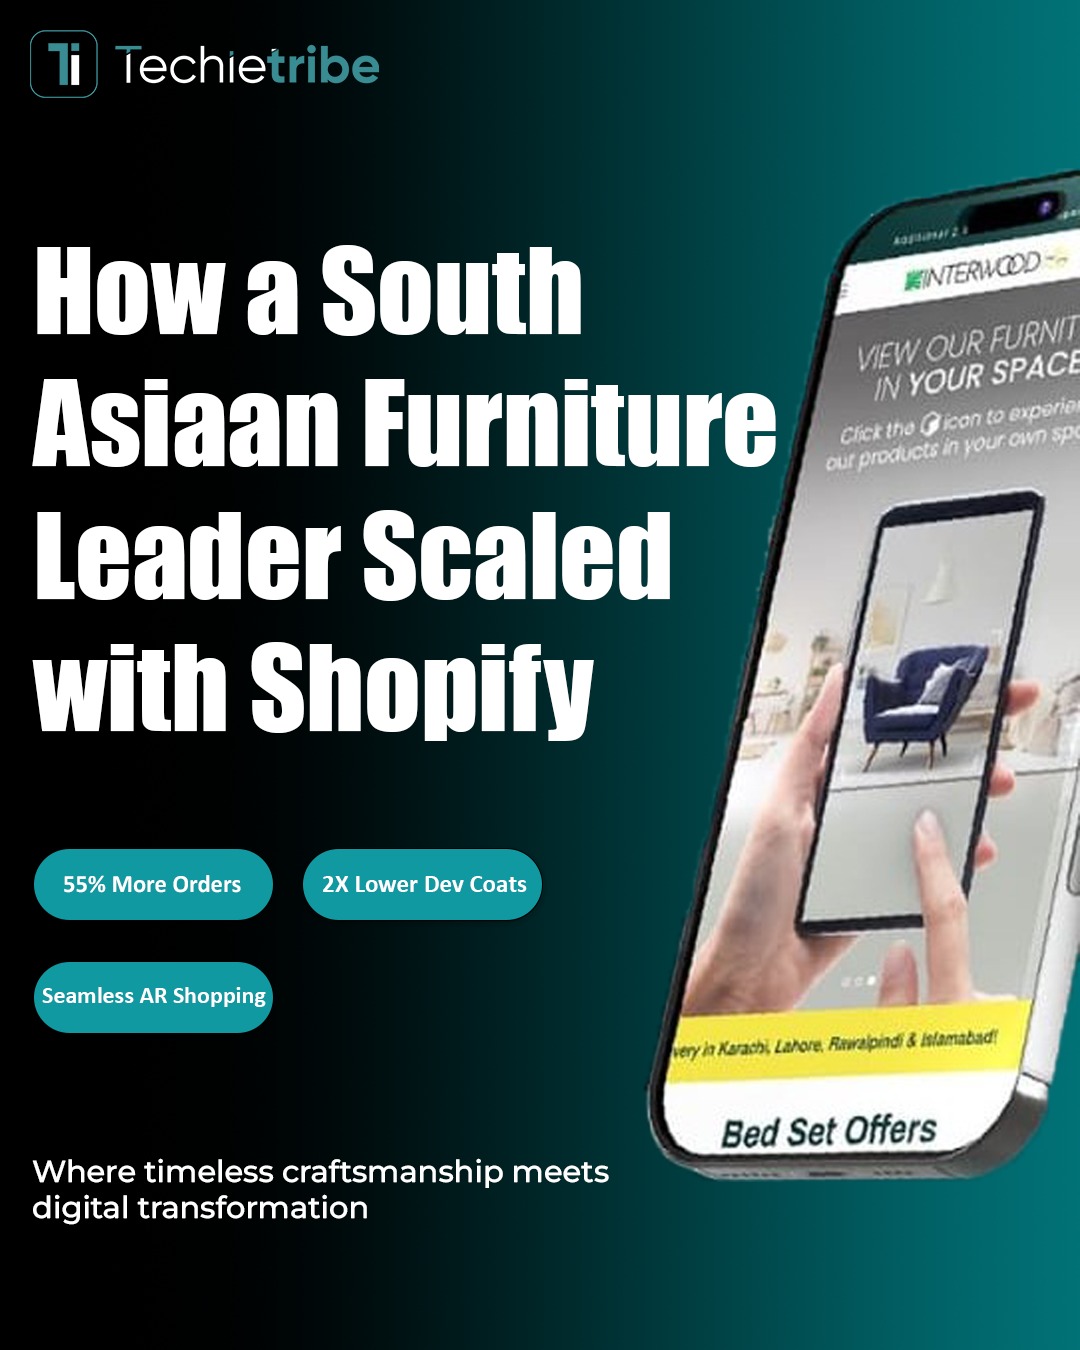 Techietribe
How a South
Asiaan Furniture
Leader Scaled
with Shopify
55% More Orders
2X Lower Dev Coats
Seamless AR Shopping
Where timeless craftsmanship meets
digital transformation
INTERWOOD
VIEW OUR FURNIT
IN YOUR SPACE
Click the icon to experien
our products in your own spa
very in Karachi, Lahore, Rawalpindi & Islamabad!
Bed Set Offers